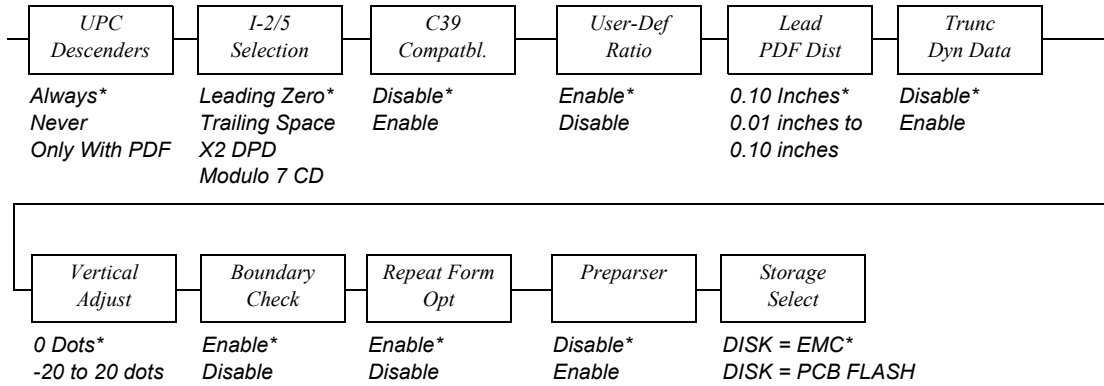 UPC Descenders
Always*
Never
Only With PDF
I-2/5 Selection
Leading Zero*
Trailing Space
X2 DPD
Modulo 7 CD
C39 Compatbl.
Disable*
Enable
User-Def Ratio
Enable*
Disable
Lead PDF Dist
0.10 Inches*
0.01 inches to
0.10 inches
Trunc Dyn Data
Disable*
Enable
Vertical Adjust
0 Dots*
-20 to 20 dots
Boundary Check
Enable*
Disable
Repeat Form Opt
Enable*
Disable
Preparser
Disable*
Enable
Storage Select
DISK = EMC*
DISK = PCB FLASH